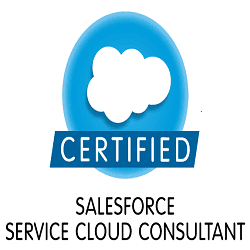 CERTIFIED
SALESFORCE
SERVICE CLOUD CONSULTANT